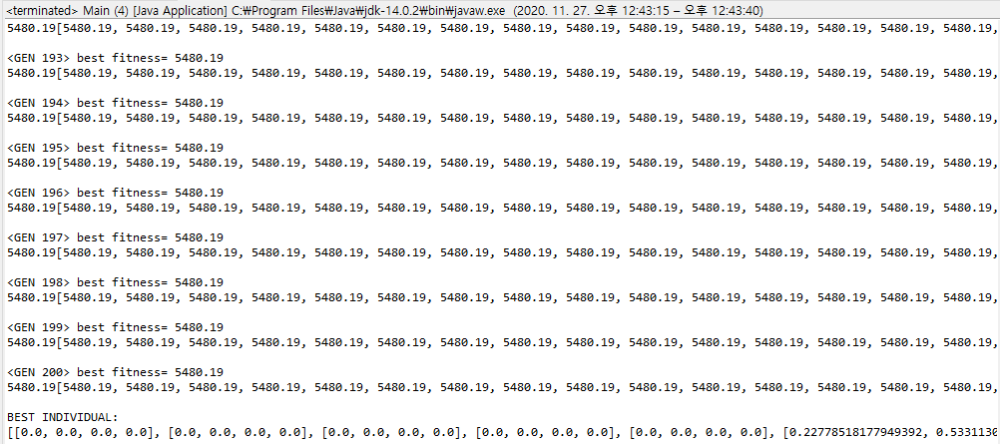 <terminated> Main (4) [Java Application] C:₩Program Files₩Java₩jdk-14.0.2₩bin₩javaw.exe (2020. 11. 27. 오후 12:43:15 – 오후 12:43:40)
5480.19[5480.19, 5480.19, 5480.19, 5480.19, 5480.19, 5480.19, 5480.19, 5480.19, 5480.19, 5480.19, 5480.19, 5480.19, 5480.19, 5480.19, 5480.19,
<GEN 193> best fitness= 5480.19
5480.19[5480.19, 5480.19, 5480.19, 5480.19, 5480.19, 5480.19, 5480.19, 5480.19, 5480.19, 5480.19, 5480.19, 5480.19, 5480.19, 5480.19, 5480.19,
<GEN 194> best fitness= 5480.19
5480.19[5480.19, 5480.19, 5480.19, 5480.19, 5480.19, 5480.19, 5480.19, 5480.19, 5480.19, 5480.19, 5480.19, 5480.19, 5480.19, 5480.19, 5480.19,
<GEN 195> best fitness= 5480.19
5480.19[5480.19, 5480.19, 5480.19, 5480.19, 5480.19, 5480.19, 5480.19, 5480.19, 5480.19, 5480.19, 5480.19, 5480.19, 5480.19, 5480.19, 5480.19,
<GEN 196> best fitness= 5480.19
5480.19[5480.19, 5480.19, 5480.19, 5480.19, 5480.19, 5480.19, 5480.19, 5480.19, 5480.19, 5480.19, 5480.19, 5480.19, 5480.19, 5480.19, 5480.19,
<GEN 197> best fitness= 5480.19
5480.19[5480.19, 5480.19, 5480.19, 5480.19, 5480.19, 5480.19, 5480.19, 5480.19, 5480.19, 5480.19, 5480.19, 5480.19, 5480.19, 5480.19, 5480.19,
<GEN 198> best fitness= 5480.19
5480.19[5480.19, 5480.19, 5480.19, 5480.19, 5480.19, 5480.19, 5480.19, 5480.19, 5480.19, 5480.19, 5480.19, 5480.19, 5480.19, 5480.19, 5480.19,
<GEN 199> best fitness= 5480.19
5480.19[5480.19, 5480.19, 5480.19, 5480.19, 5480.19, 5480.19, 5480.19, 5480.19, 5480.19, 5480.19, 5480.19, 5480.19, 5480.19, 5480.19, 5480.19,
<GEN 200> best fitness= 5480.19
5480.19[5480.19, 5480.19, 5480.19, 5480.19, 5480.19, 5480.19, 5480.19, 5480.19, 5480.19, 5480.19, 5480.19, 5480.19, 5480.19, 5480.19, 5480.19,
BEST INDIVIDUAL:
[[0.0, 0.0, 0.0, 0.0], [0.0, 0.0, 0.0, 0.0], [0.0, 0.0, 0.0, 0.0], [0.0, 0.0, 0.0, 0.0], [0.0, 0.0, 0.0, 0.0], [0.22778518177949392, 0.533113